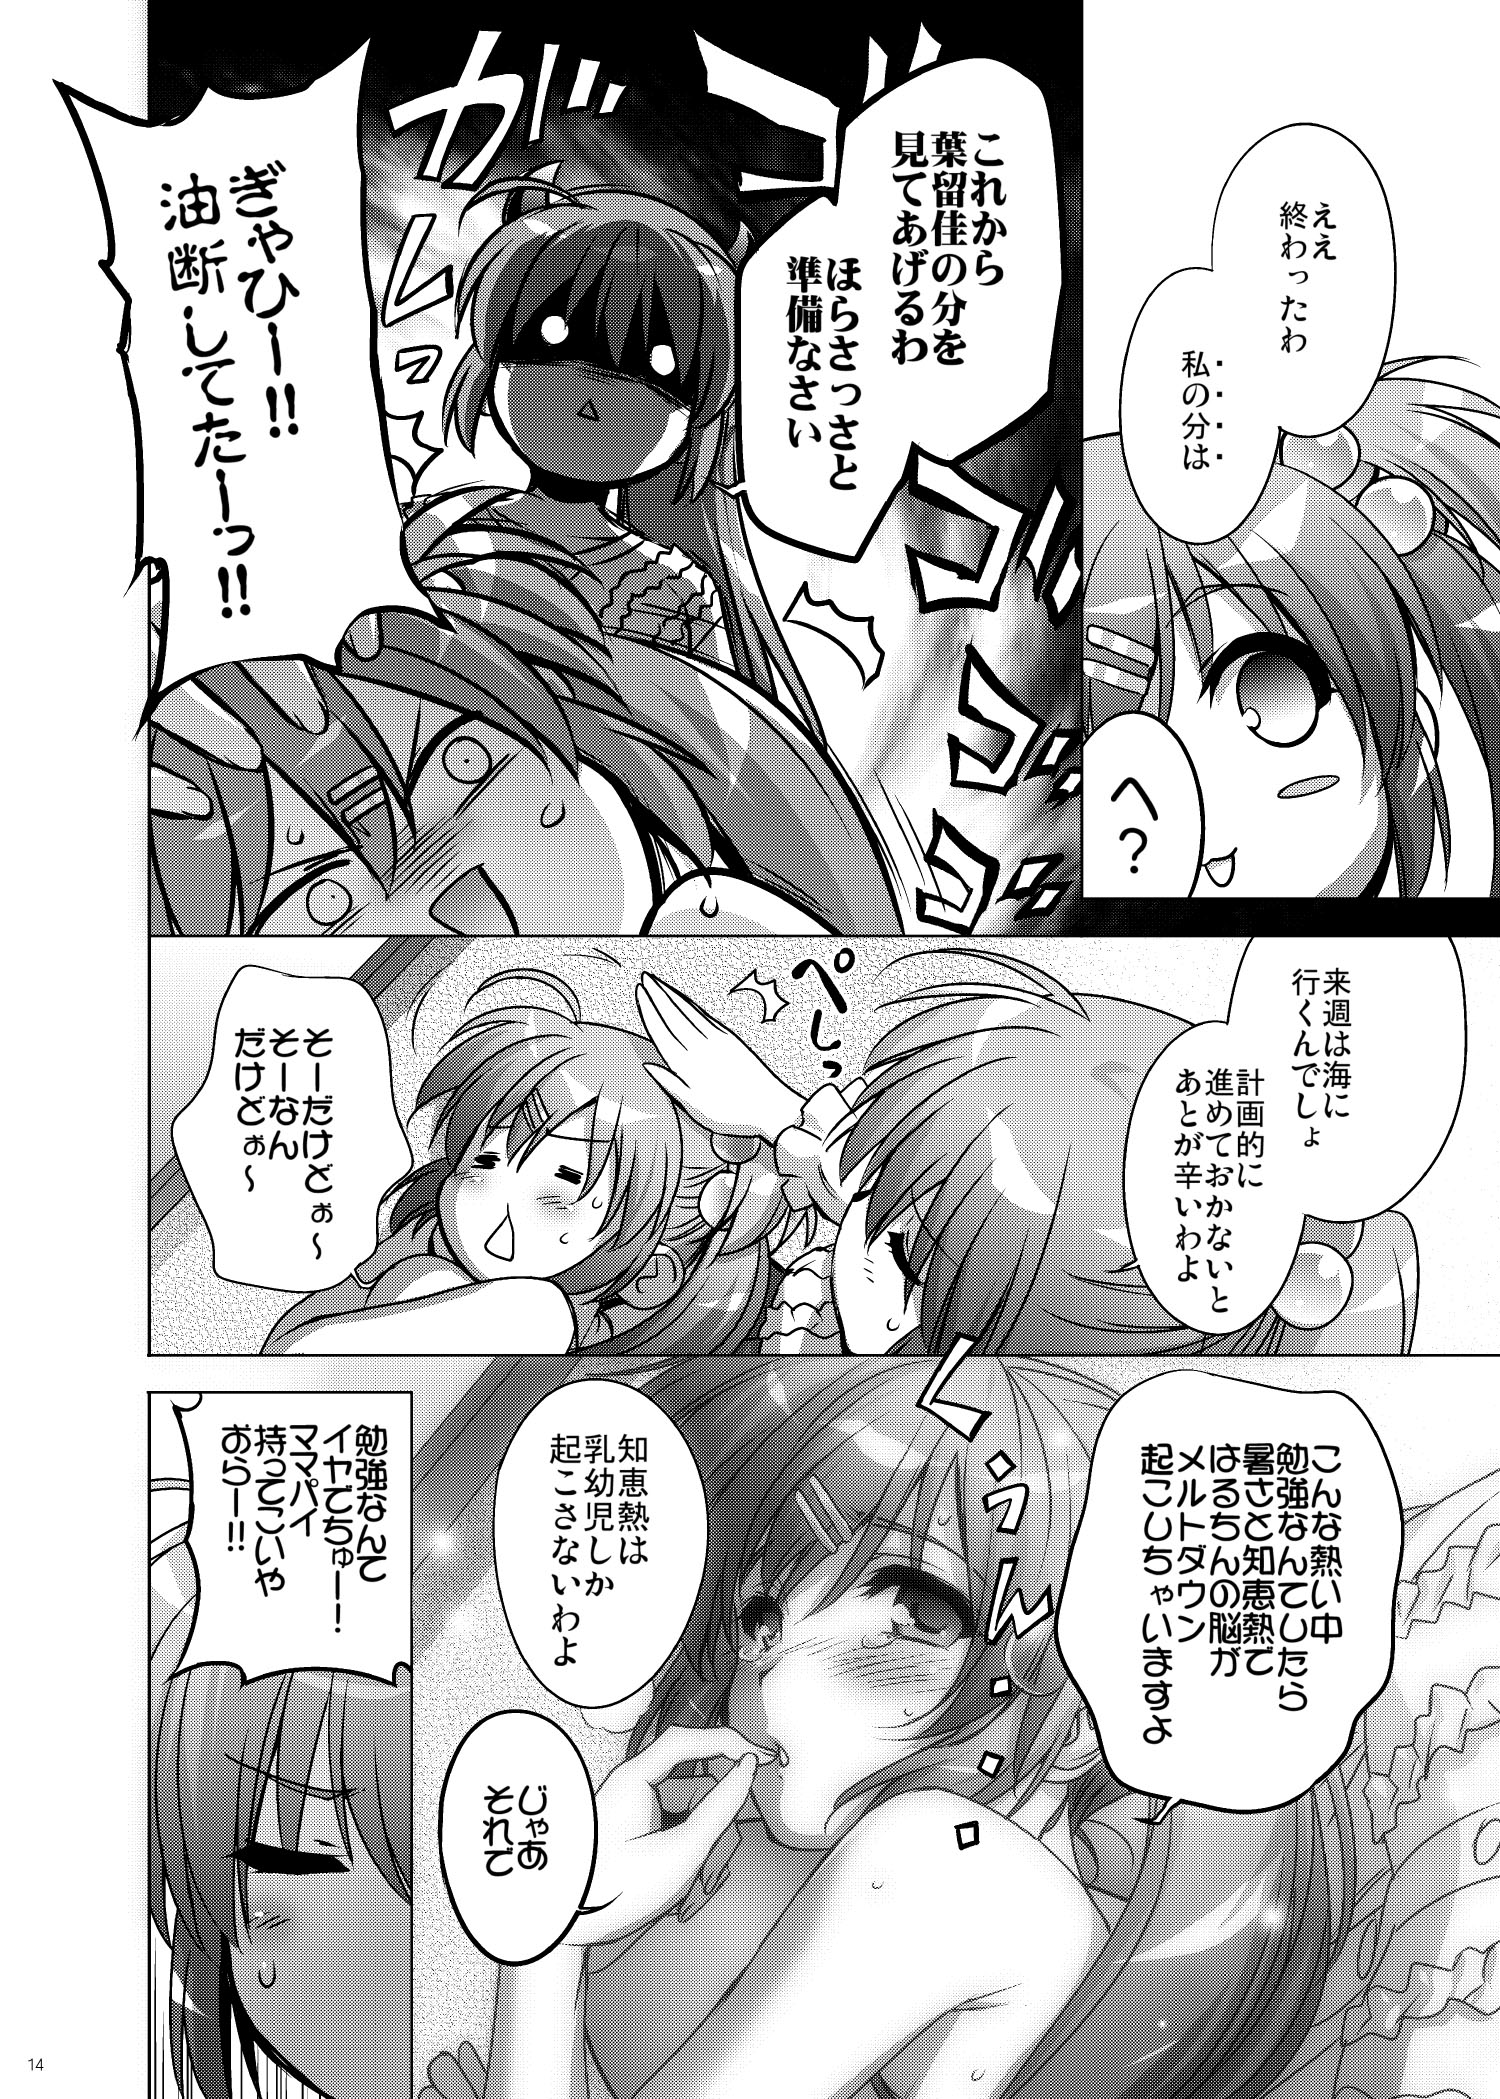 ええ
終わったわ
私の分は
へ？
これから
葉留佳の分を
見てあげるわ
ほらさっさと
準備なさい
ガシッ
ゴゴゴゴ
ぎゃひー!!
油断してたーっ!!
来週は海に
行くんでしょ
計画的に
進めておかないと
あとが辛いわよ
ぺしっ
そーだけどぉ～
そーなん
だけどぉ～
こんな熱い中
勉強なんてしたら
暑さと知恵熱で
はるちんの脳が
メルトダウン
起こしちゃいますよ
くっ
知恵熱は
乳幼児しか
起こさないわよ
じゃあ
それで
勉強なんて
イヤでちゅー!
ママパイ
持ってこいや
おらー!!
14